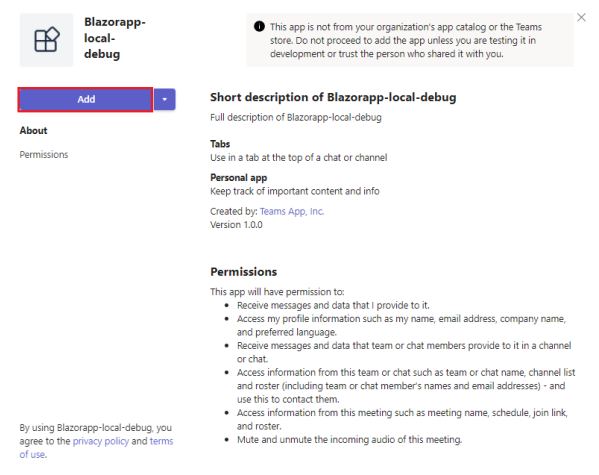 Blazorapp-
local-
debug
This app is not from your organization's app catalog or the Teams
store. Do not proceed to add the app unless you are testing it in
development or trust the person who shared it with you.
Add
About
Permissions
Short description of Blazorapp-local-debug
Full description of Blazorapp-local-debug
Tabs
Use in a tab at the top of a chat or channel
Personal app
Keep track of important content and info
Created by: Teams App, Inc.
Version 1.0.0
Permissions
This app will have permission to:
• Receive messages and data that I provide to it.
• Access my profile information such as my name, email address, company name,
and preferred language.
• Receive messages and data that team or chat members provide to it in a channel
or chat.
• Access information from this team or chat such as team or chat name, channel list
and roster (including team or chat member's names and email addresses) - and
use this to contact them.
• Access information from this meeting such as meeting name, schedule, join link,
and roster.
• Mute and unmute the incoming audio of this meeting.
By using Blazorapp-local-debug, you
agree to the privacy policy and terms
of use.